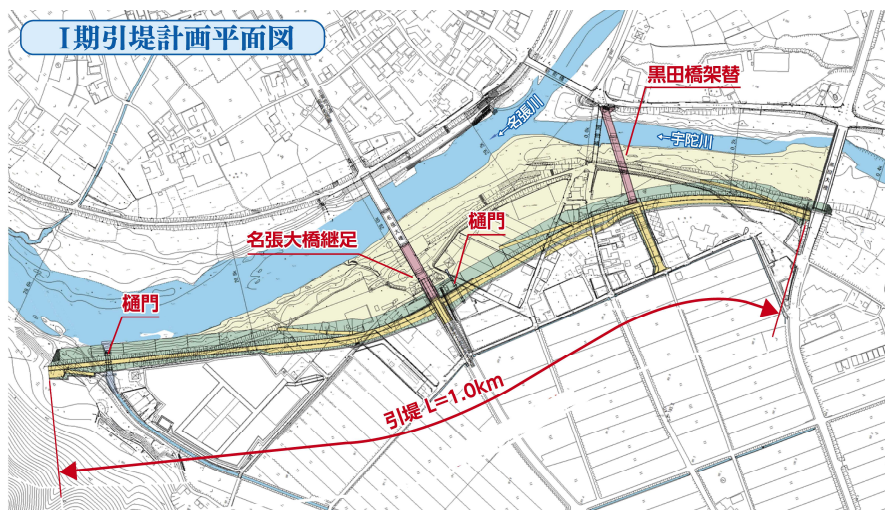 I期引堤計画平面図
黒田橋架替
←名張川
←宇陀川
樋門
名張大橋継足
樋門
引堤 L=1.0km